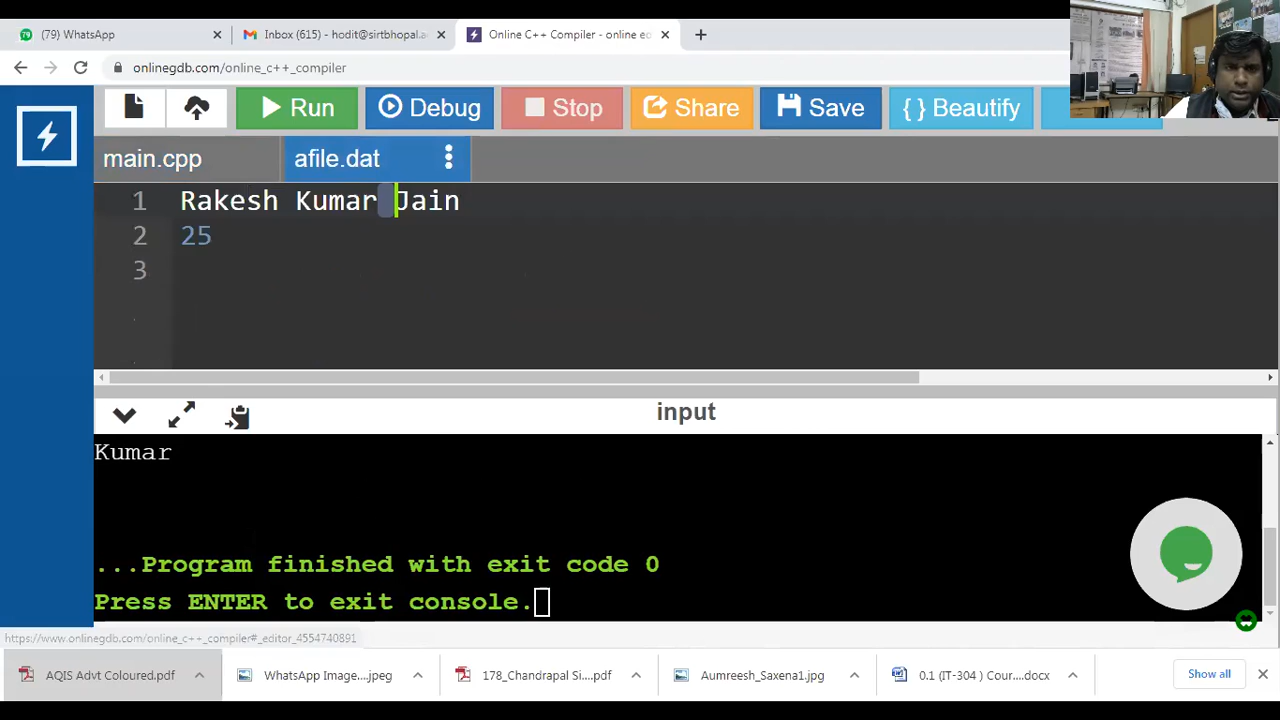 (79) WhatsApp
Inbox (615) - hodit@sirtbhopal.
Online C++ Compiler - online ed
onlinegdb.com/online_c++_compiler
Run
Debug
Stop
Share
Save
{ } Beautify
main.cpp
afile.dat
1 Rakesh Kumar Jain
2 25
3
input
Kumar
...Program finished with exit code 0
Press ENTER to exit console.
https://www.onlinegdb.com/online_c++_compiler#_editor_4554740891
AQIS Advt Coloured.pdf
WhatsApp Image....jpeg
178_Chandrapal Si....pdf
Aumreesh_Saxena1.jpg
0.1 (IT-304 ) Cour....docx
Show all